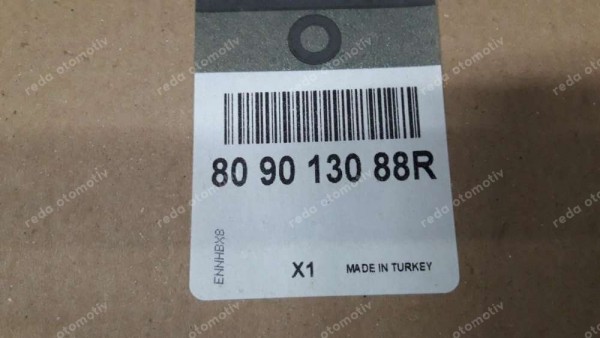 80 90 130 88R
ENNHBX8
X1 MADE IN TURKEY
reda otomotiv